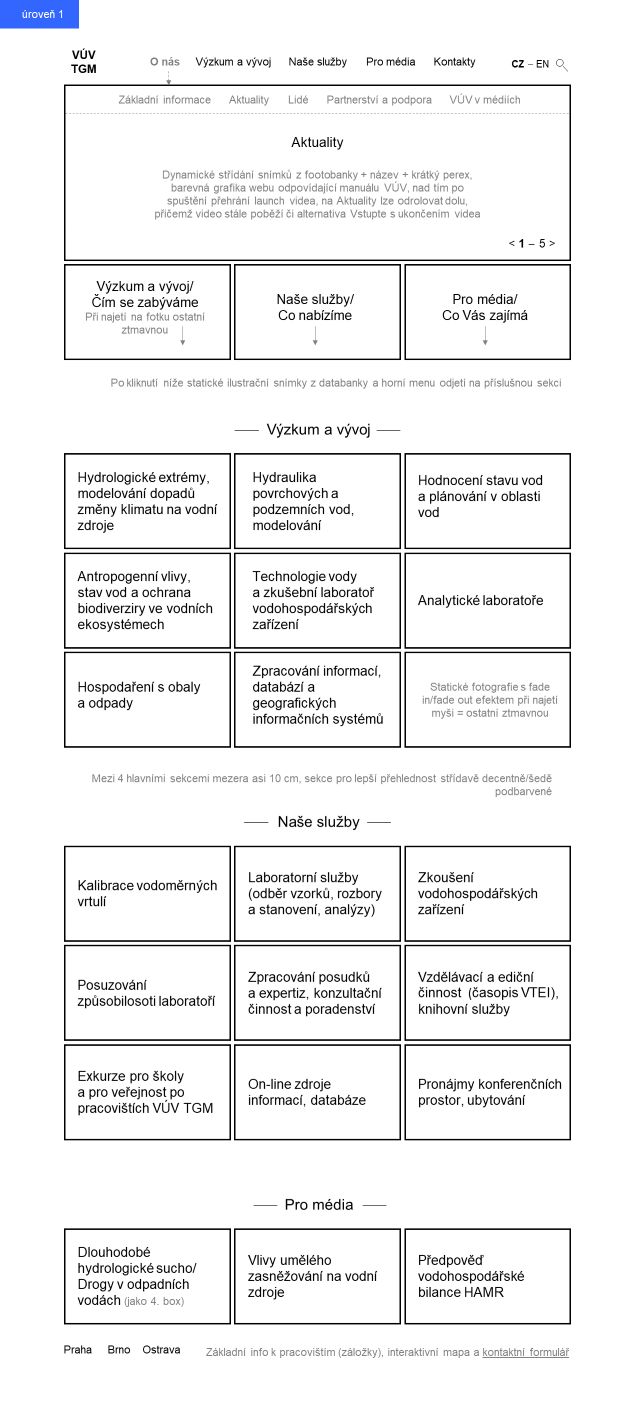 úroveň 1
VÚV
TGM
O nás Výzkum a vývoj Naše služby Pro média Kontakty CZ – EN
Základní informace Aktuality Lidé Partnerství a podpora VÚV v médiích
Aktuality
Dynamické střídání snímků z footobanky + název + krátký perex,
barevná grafika webu odpovídající manuálu VÚV, nad tím po
spuštění přehrání launch videa, na Aktuality lze odrolovat dolu,
přičemž video stále poběží či alternativa Vstupte s ukončením videa
< 1 – 5 >
Výzkum a vývoj/
Čím se zabýváme
Při najetí na fotku ostatní
ztmavnou
Naše služby/
Co nabízíme
Pro média/
Co Vás zajímá
Po kliknutí níže statické ilustrační snímky z databanky a horní menu odjetí na příslušnou sekci
Výzkum a vývoj
Hydrologické extrémy,
modelování dopadů
změny klimatu na vodní
zdroje
Hydraulika
povrchových a
podzemních vod,
modelování
Hodnocení stavu vod
a plánování v oblasti
vod
Antropogenní vlivy,
stav vod a ochrana
biodiverziry ve vodních
ekosystémech
Technologie vody
a zkušební laboratoř
vodohospodářských
zařízení
Analytické laboratoře
Hospodaření s obaly
a odpady
Zpracování informací,
databází a
geografických
informačních systémů
Statické fotografie s fade
in/fade out efektem při najetí
myši = ostatní ztmavnou
Mezi 4 hlavními sekcemi mezera asi 10 cm, sekce pro lepší přehlednost střídavě decentně/šedě
podbarvené
Naše služby
Kalibrace vodoměrných
vrtulí
Laboratorní služby
(odběr vzorků, rozbory
a stanovení, analýzy)
Zkoušení
vodohospodářských
zařízení
Posuzování
způsobilosoti laboratoří
Zpracování posudků
a expertiz, konzultační
činnost a poradenství
Vzdělávací a ediční
činnost (časopis VTEI),
knihovní služby
Exkurze pro školy
a pro veřejnost po
pracovištích VÚV TGM
On-line zdroje
informací, databáze
Pronájmy konferenčních
prostor, ubytování
Pro média
Dlouhodobé
hydrologické sucho/
Drogy v odpadních
vodách (jako 4. box)
Vlivy umělého
zasněžování na vodní
zdroje
Předpověď
vodohospodářské
bilance HAMR
Praha Brno Ostrava Základní info k pracovištím (záložky), interaktivní mapa a kontaktní formulář